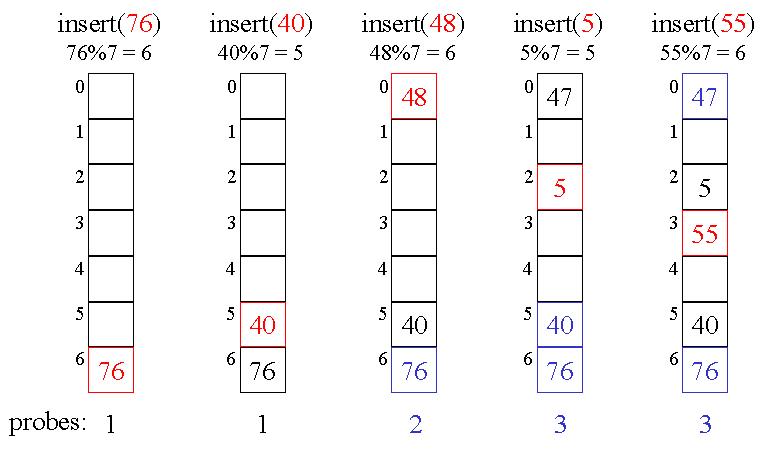 insert(76) insert(40) insert(48) insert(5) insert(55)
76%7 = 6 40%7 = 5 48%7 = 6 5%7 = 5 55%7 = 6
0 0 0 48 0 47 0 47
1 1 1 1 1
2 2 2 2 5 2 5
3 3 3 3 3 55
4 4 4 4 4
5 5 40 5 40 5 40 5 40
6 76 6 76 6 76 6 76 6 76
probes: 1 1 2 3 3